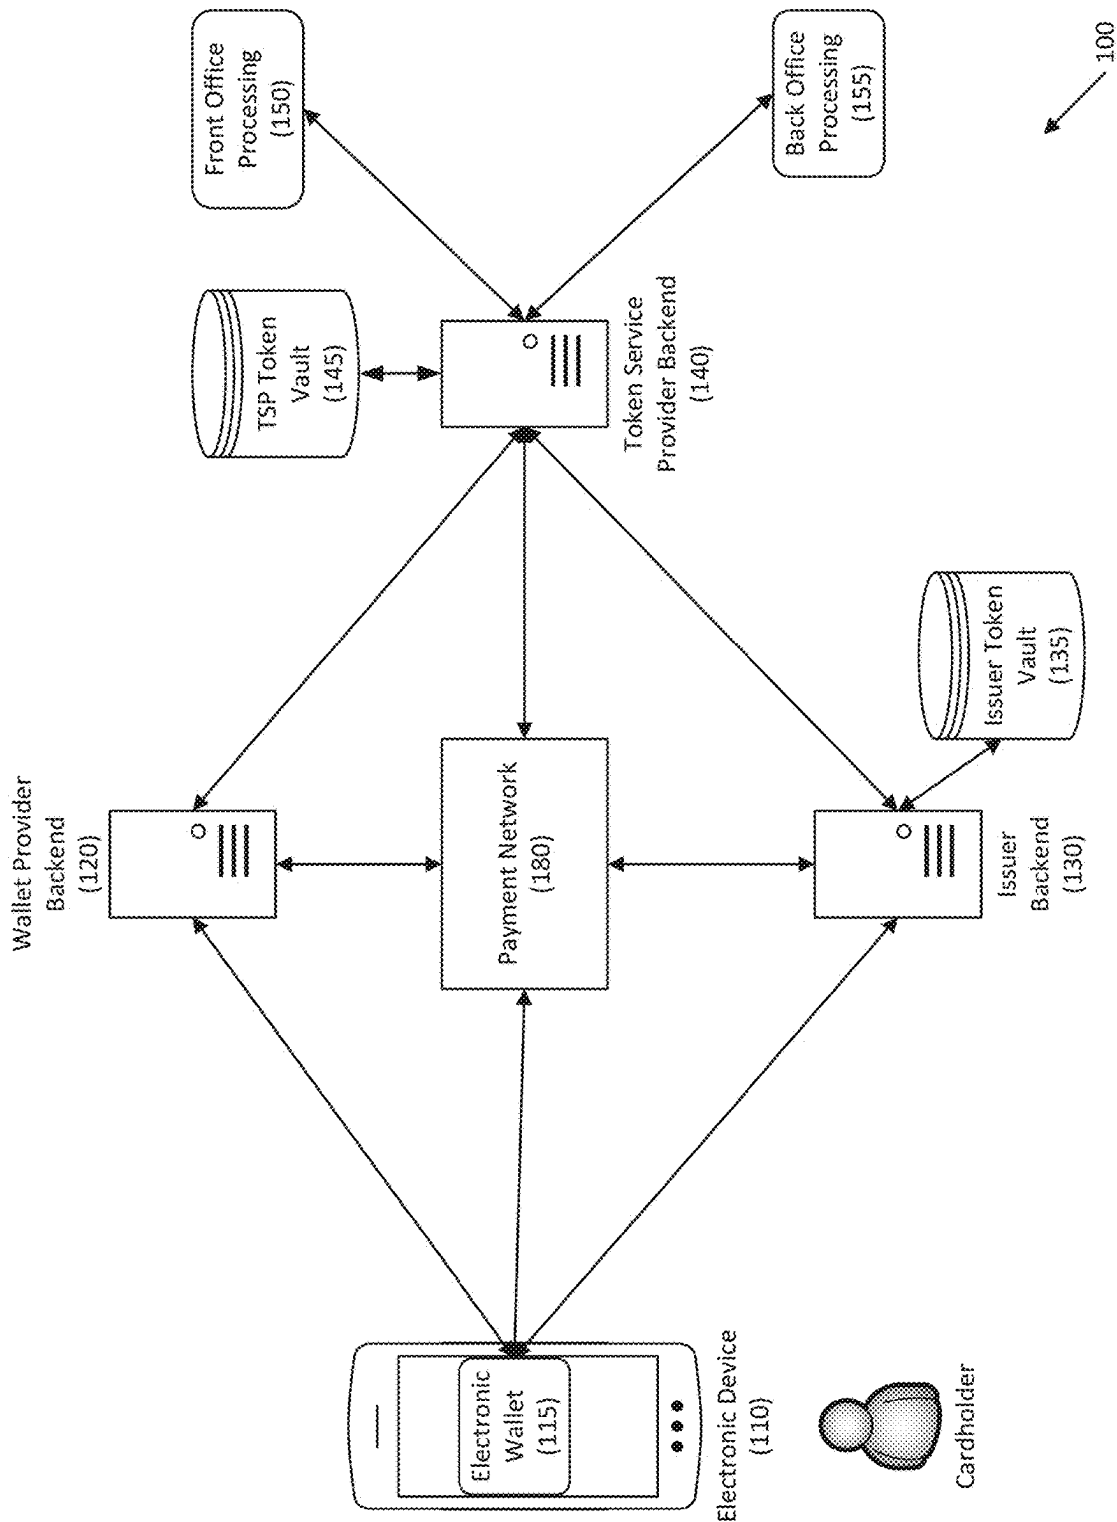 Wallet Provider
Backend
(120)
Front Office
Processing
(150)
TSP Token
Vault
(145)
Electronic
Wallet
(115)
Payment Network
(180)
Token Service
Provider Backend
(140)
Electronic Device
(110)
Back Office
Processing
(155)
Issuer
Backend
(130)
Issuer Token
Vault
(135)
Cardholder
100